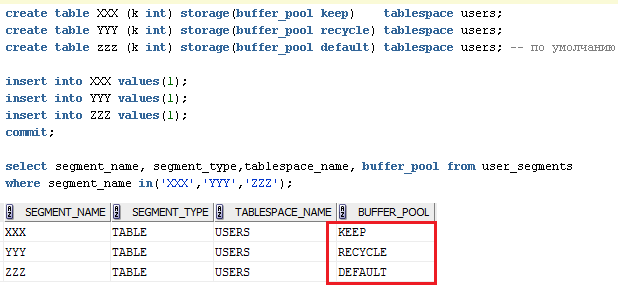 create table XXX (k int) storage(buffer_pool keep)    tablespace users;
create table YYY (k int) storage(buffer_pool recycle) tablespace users;
create table zzz (k int) storage(buffer_pool default) tablespace users; -- по умолчанию
insert into XXX values(1);
insert into YYY values(1);
insert into ZZZ values(1);
commit;
select segment_name, segment_type,tablespace_name, buffer_pool from user_segments
where segment_name in('XXX','YYY','ZZZ');
SEGMENT_NAME SEGMENT_TYPE TABLESPACE_NAME BUFFER_POOL
XXX TABLE USERS KEEP
YYY TABLE USERS RECYCLE
ZZZ TABLE USERS DEFAULT